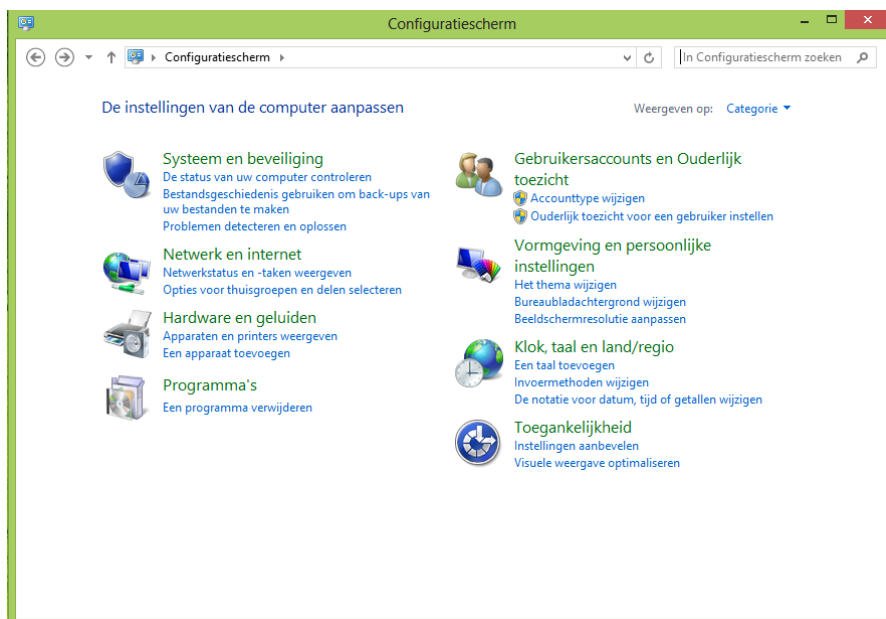 Configuratiescherm
Configuratiescherm
In Configuratiescherm zoeken
De instellingen van de computer aanpassen
Weergeven op: Categorie
Systeem en beveiliging
De status van uw computer controleren
Bestandsgeschiedenis gebruiken om back-ups van
uw bestanden te maken
Problemen detecteren en oplossen
Netwerk en internet
Netwerkstatus en -taken weergeven
Opties voor thuisgroepen en delen selecteren
Hardware en geluiden
Apparaten en printers weergeven
Een apparaat toevoegen
Programma's
Een programma verwijderen
Gebruikersaccounts en Ouderlijk
toezicht
Accounttype wijzigen
Ouderlijk toezicht voor een gebruiker instellen
Vormgeving en persoonlijke
instellingen
Het thema wijzigen
Bureaubladachtergrond wijzigen
Beeldschermresolutie aanpassen
Klok, taal en land/regio
Een taal toevoegen
Invoermethoden wijzigen
De notatie voor datum, tijd of getallen wijzigen
Toegankelijkheid
Instellingen aanbevelen
Visuele weergave optimaliseren